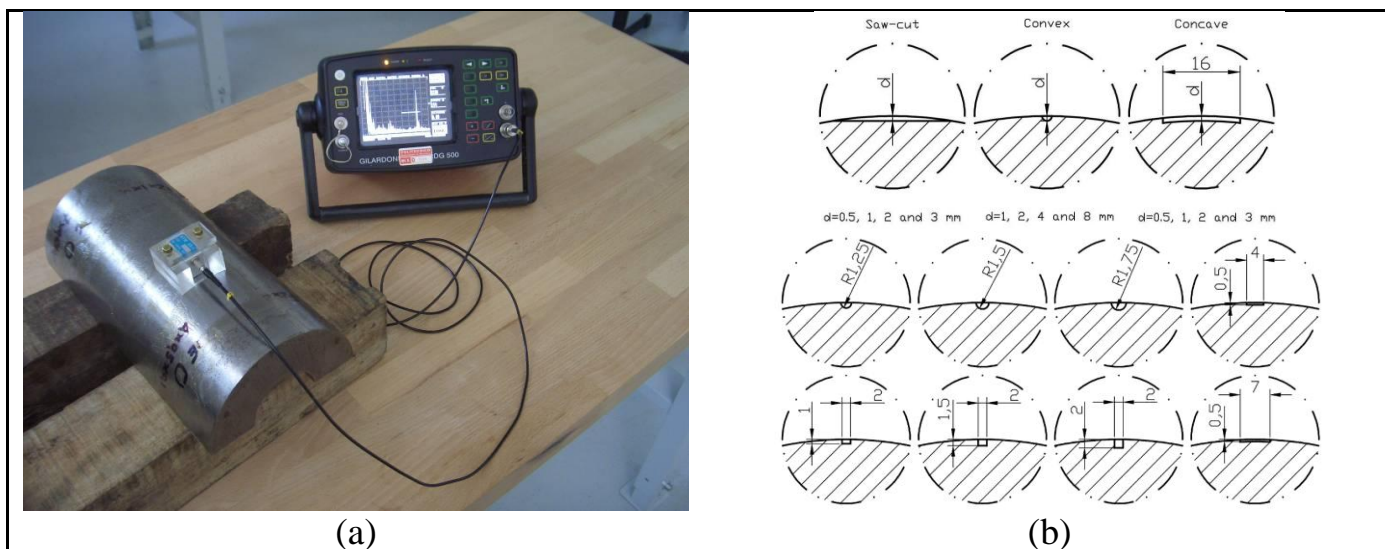 GILARDONI
DG 500
(a)
Saw-cut Convex Concave
d d 16 d
d=0.5, 1, 2 and 3 mm d=1, 2, 4 and 8 mm d=0.5, 1, 2 and 3 mm
R1,25 R1,5 R1,75 0,5 4
1 2 1,5 2 2 2 0,5 7
(b)